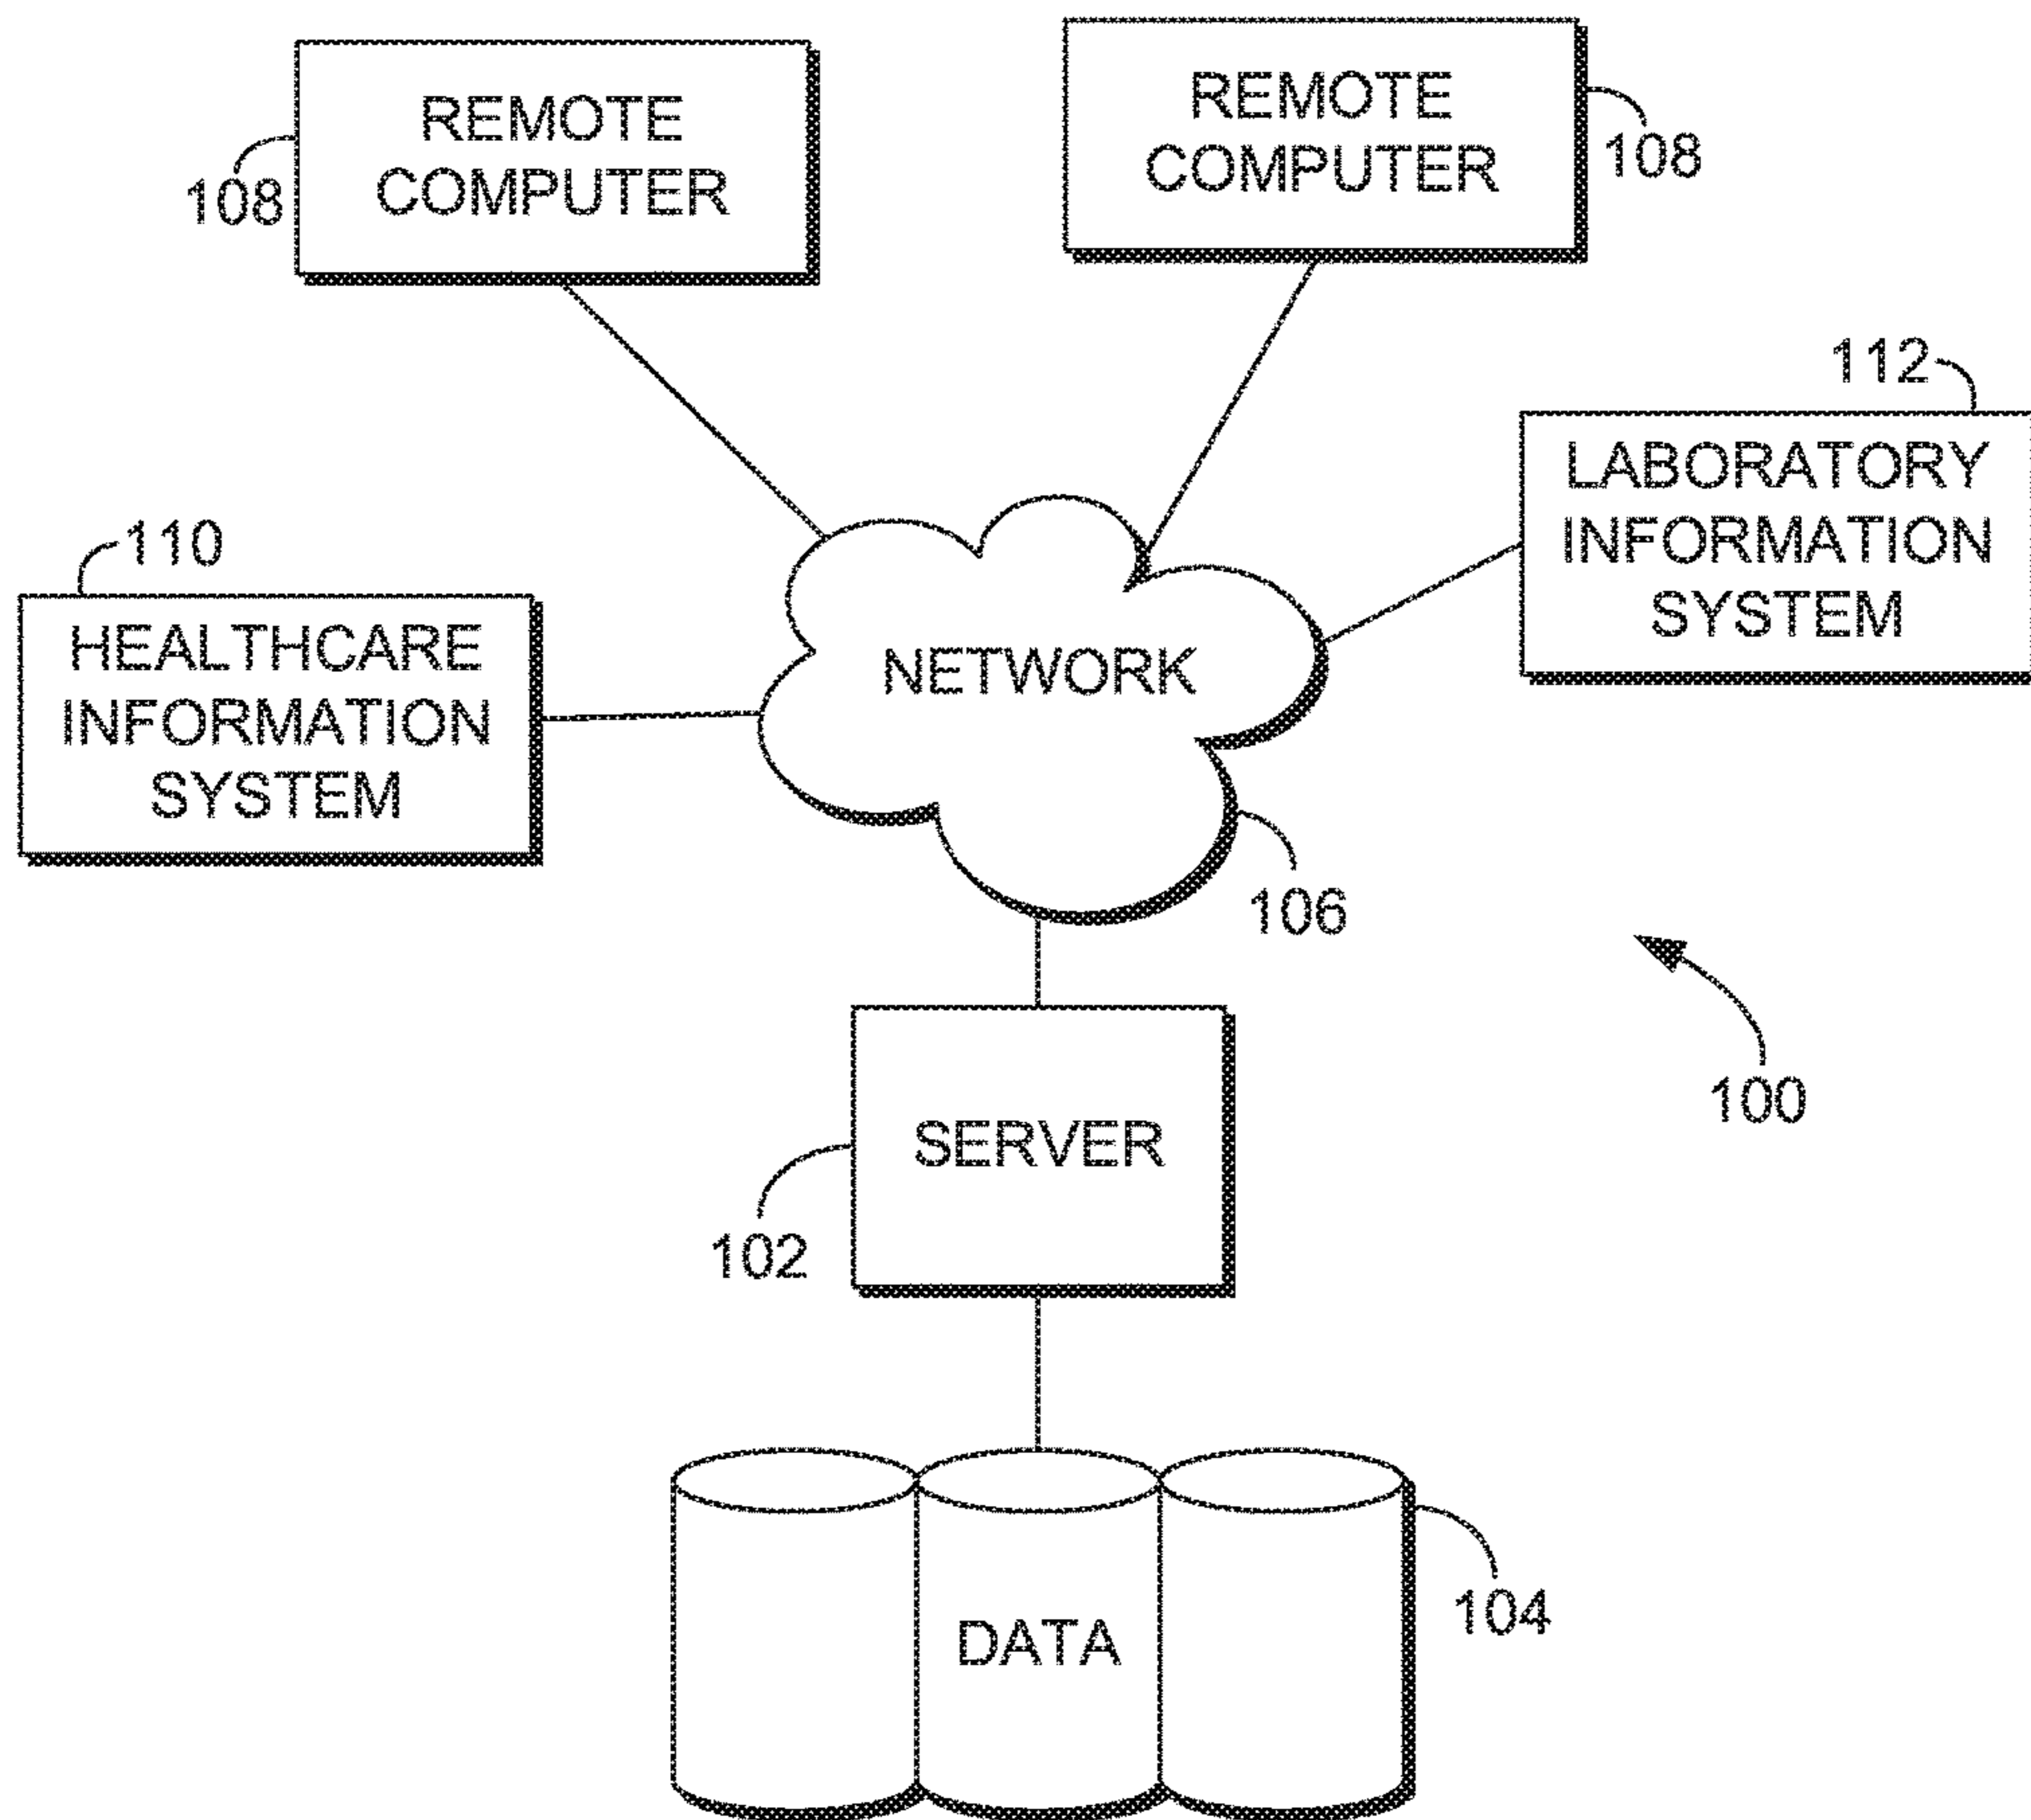 REMOTE
COMPUTER
108
REMOTE
COMPUTER
108
112
LABORATORY
INFORMATION
SYSTEM
110
HEALTHCARE
INFORMATION
SYSTEM
NETWORK
106
100
SERVER
102
104
DATA